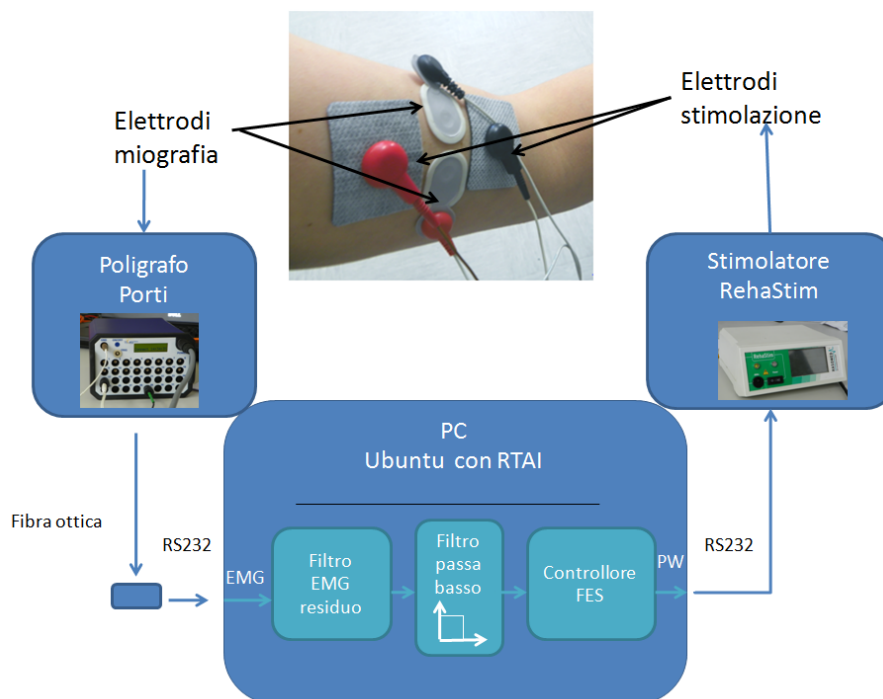 Elettrodi
miografia
Elettrodi
stimolazione
Poligrafo
Porti
Stimolatore
RehaStim
PC
Ubuntu con RTAI
Fibra ottica
RS232
EMG
Filtro
EMG
residuo
Filtro
passa
basso
Controllore
FES
PW
RS232